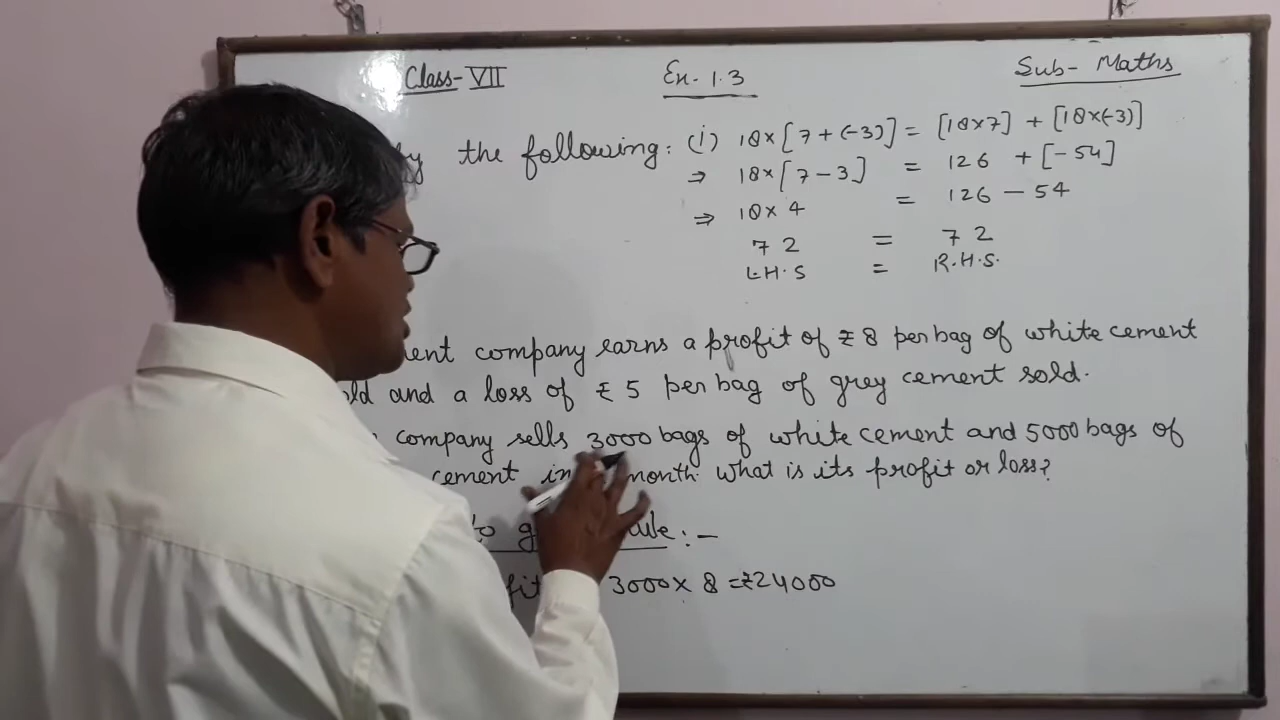 Class-VII
Ex. 1.3
Sub- Maths
the following: (i) 18×[7+(-3)] = [18×7] + [18×(-3)]
⇒ 18×[7-3] = 126 + [-54]
⇒ 18×4 = 126 - 54
72 = 72
L.H.S = R.H.S.
company earns a profit of ₹8 per bag of white cement
and a loss of ₹5 per bag of grey cement sold.
company sells 3000 bags of white cement and 5000 bags of
cement in month. what is its profit or loss?
to :-
3000×8 = ₹24000